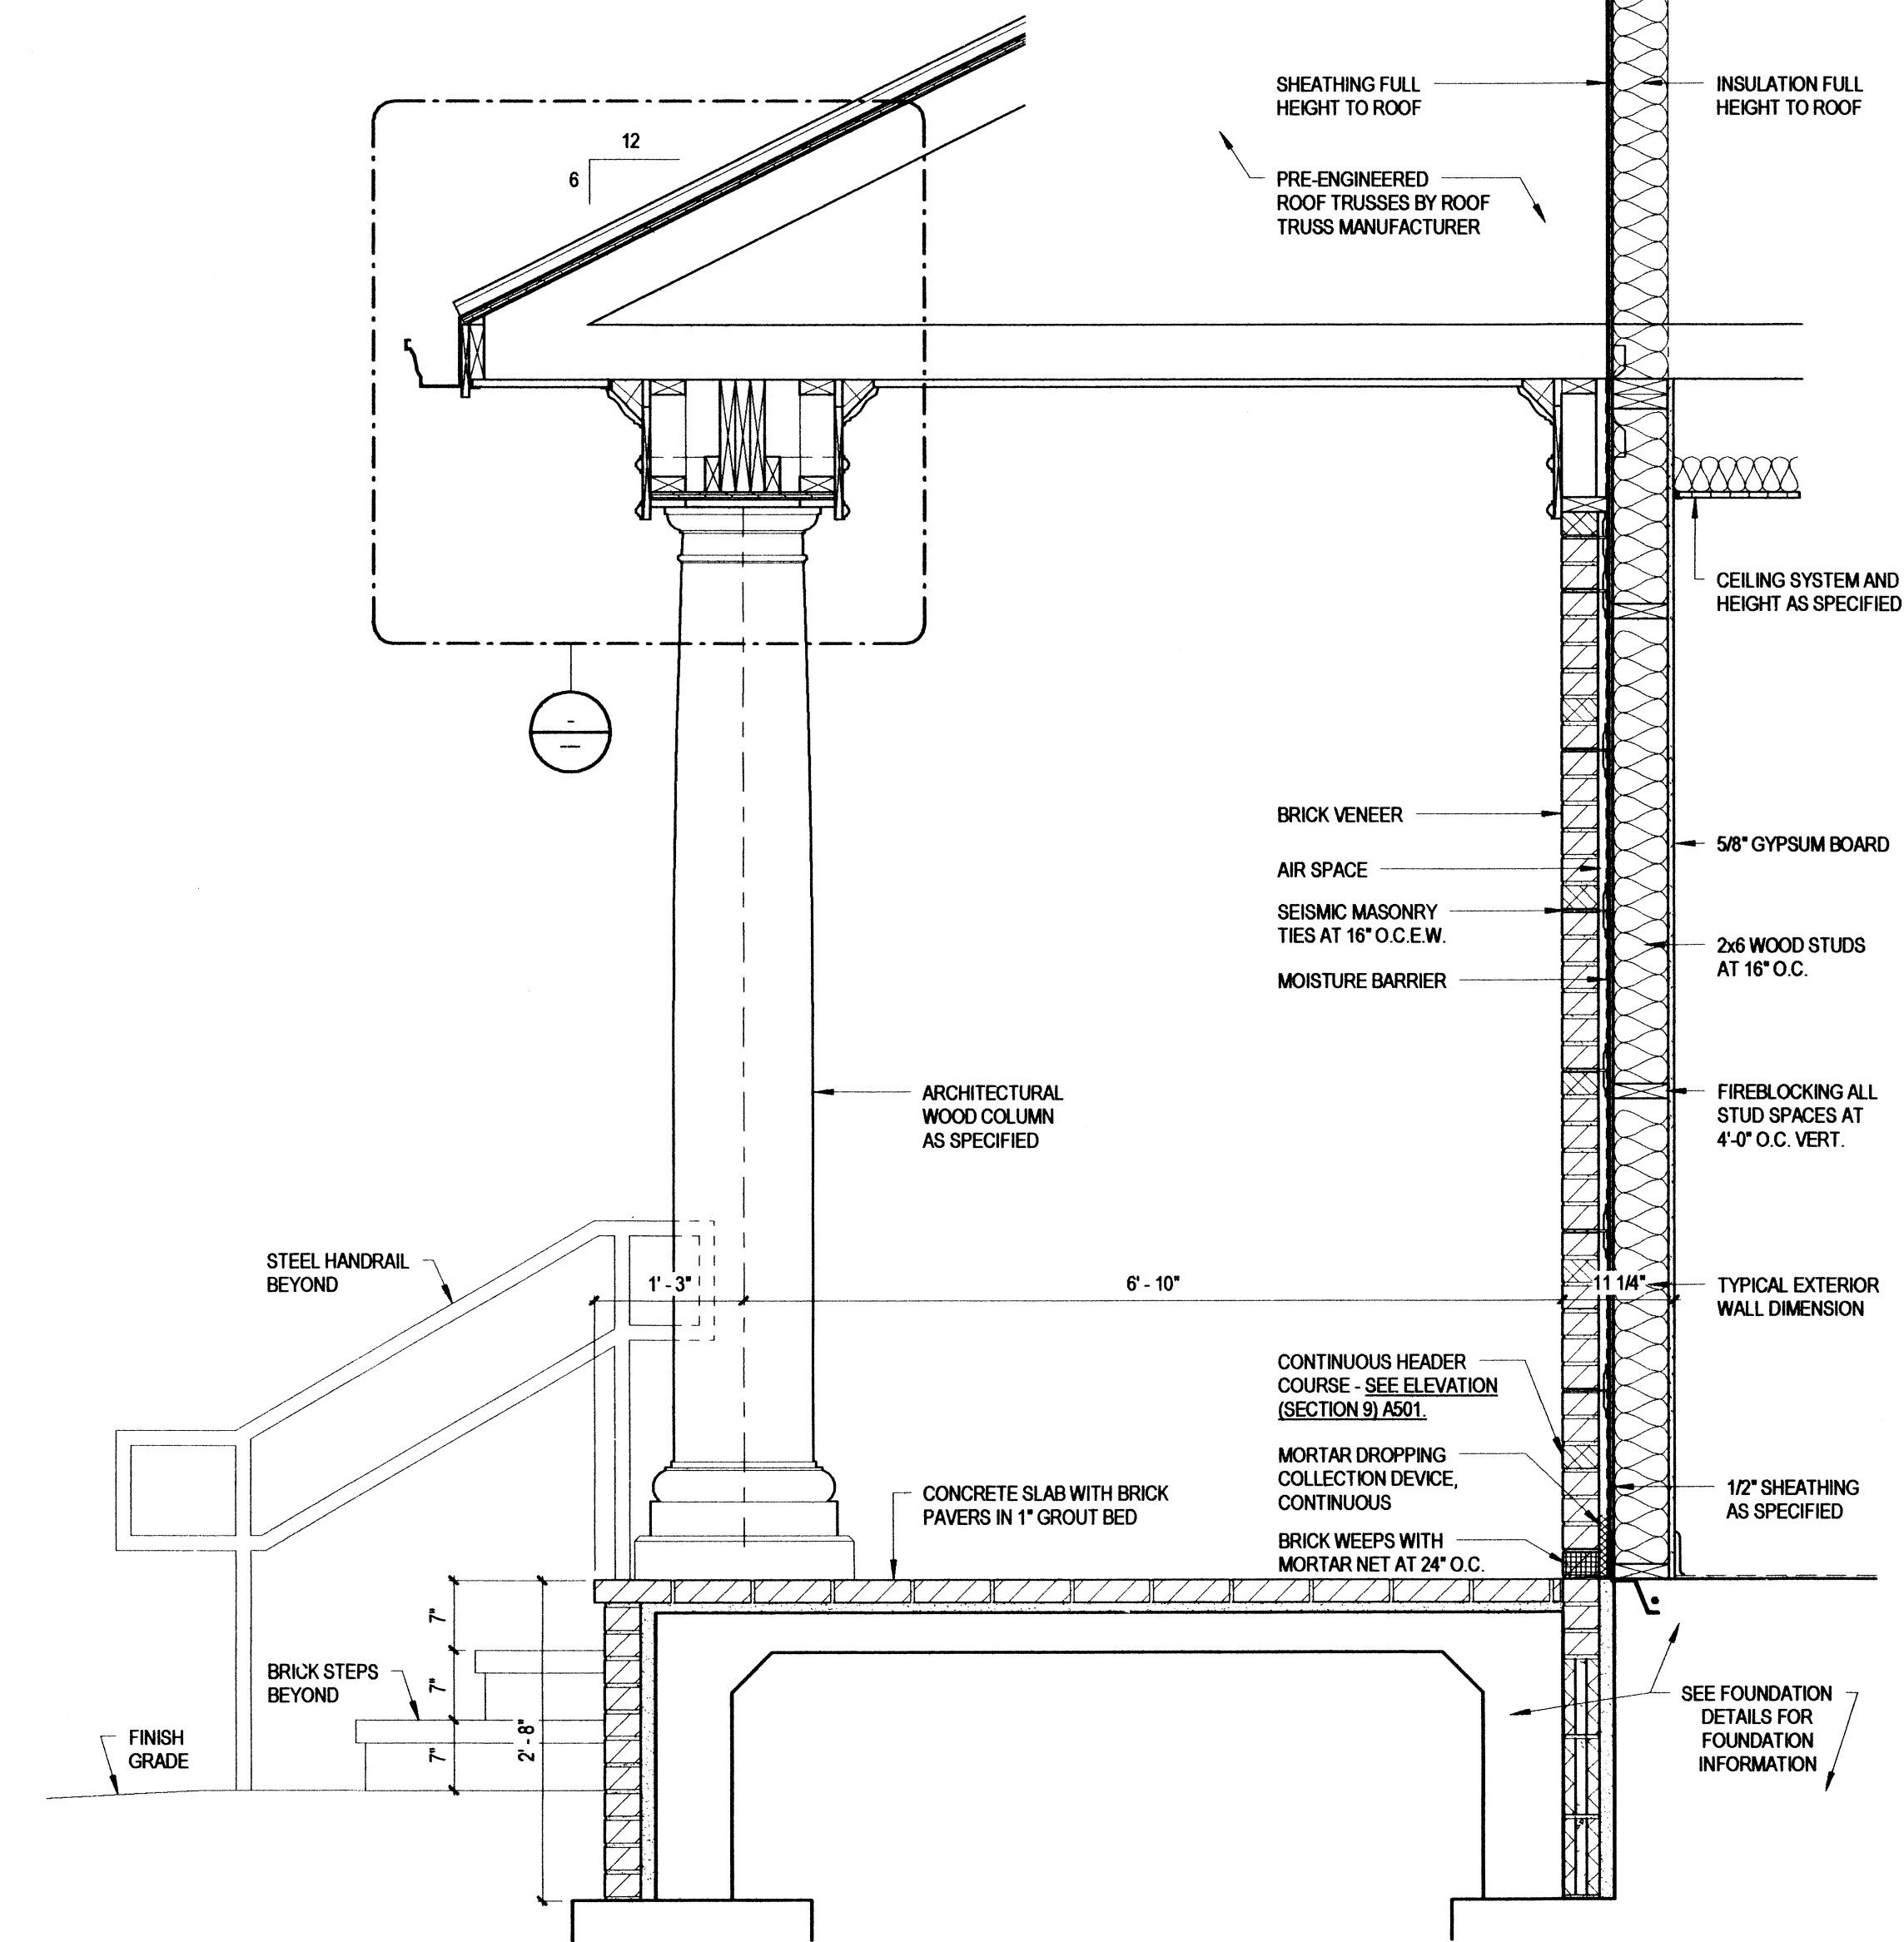 SHEATHING FULL
HEIGHT TO ROOF
INSULATION FULL
HEIGHT TO ROOF
12
6
PRE-ENGINEERED
ROOF TRUSSES BY ROOF
TRUSS MANUFACTURER
CEILING SYSTEM AND
HEIGHT AS SPECIFIED
-
---
BRICK VENEER
5/8" GYPSUM BOARD
AIR SPACE
SEISMIC MASONRY
TIES AT 16" O.C.E.W.
2x6 WOOD STUDS
AT 16" O.C.
MOISTURE BARRIER
ARCHITECTURAL
WOOD COLUMN
AS SPECIFIED
FIREBLOCKING ALL
STUD SPACES AT
4'-0" O.C. VERT.
STEEL HANDRAIL
BEYOND
1' - 3"
6' - 10"
11 1/4"
TYPICAL EXTERIOR
WALL DIMENSION
CONTINUOUS HEADER
COURSE - SEE ELEVATION
(SECTION 9) A501.
MORTAR DROPPING
COLLECTION DEVICE,
CONTINUOUS
CONCRETE SLAB WITH BRICK
PAVERS IN 1" GROUT BED
1/2" SHEATHING
AS SPECIFIED
BRICK WEEPS WITH
MORTAR NET AT 24" O.C.
7"
7"
7"
2' - 8"
BRICK STEPS
BEYOND
FINISH
GRADE
SEE FOUNDATION
DETAILS FOR
FOUNDATION
INFORMATION